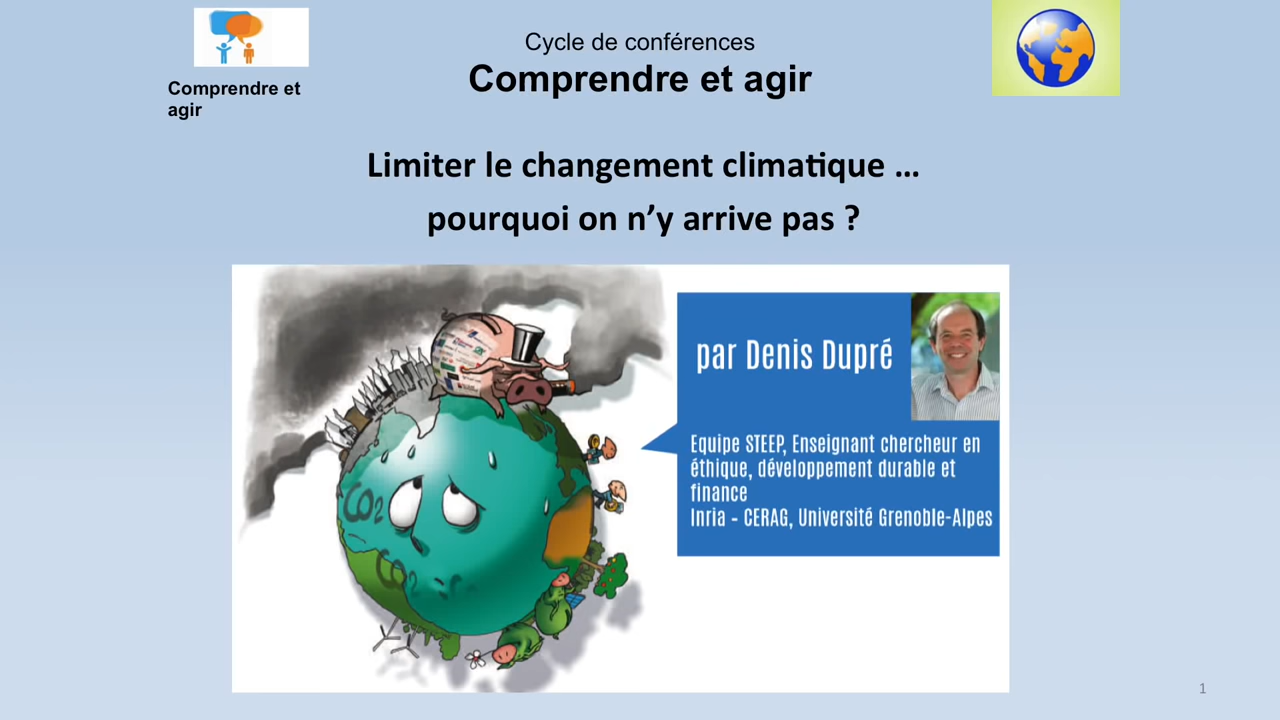 Comprendre et
agir
Cycle de conférences
Comprendre et agir
Limiter le changement climatique ...
pourquoi on n’y arrive pas ?
par Denis Dupré
Equipe STEEP, Enseignant chercheur en
éthique, développement durable et
finance
Inria - CERAG, Université Grenoble-Alpes
CO2
CO2
1